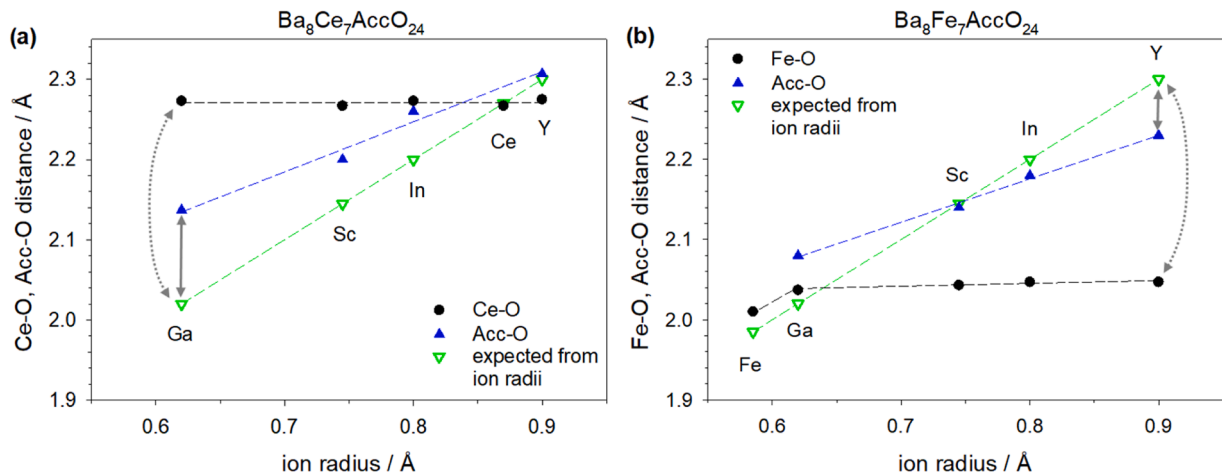 (a)
Ba₈Ce₇AccO₂₄
Ce-O, Acc-O distance / Å
2.3
2.2
2.1
2.0
1.9
Ce
Y
In
Sc
Ga
Ce-O
Acc-O
expected from
ion radii
0.6
0.7
0.8
0.9
ion radius / Å
(b)
Ba₈Fe₇AccO₂₄
Fe-O, Acc-O distance / Å
2.3
2.2
2.1
2.0
1.9
Fe-O
Acc-O
expected from
ion radii
Y
In
Sc
Ga
Fe
0.6
0.7
0.8
0.9
ion radius / Å